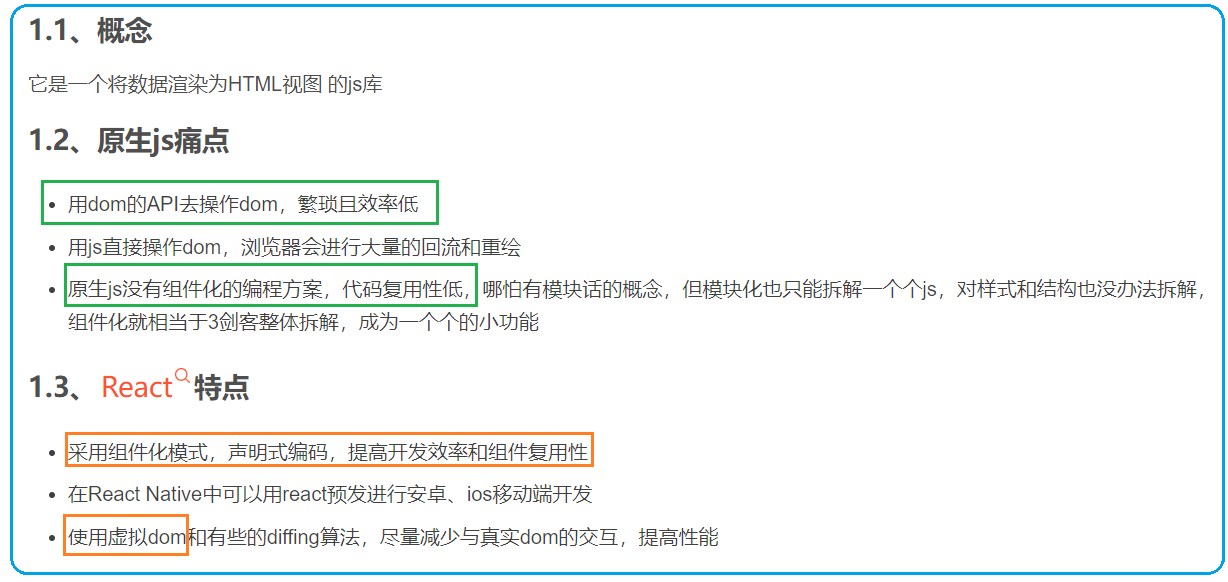 1.1、概念
它是一个将数据渲染为HTML视图 的js库
1.2、原生js痛点
用dom的API去操作dom，繁琐且效率低
用js直接操作dom，浏览器会进行大量的回流和重绘
原生js没有组件化的编程方案，代码复用性低，哪怕有模块话的概念，但模块化也只能拆解一个个js，对样式和结构也没办法拆解，
组件化就相当于3剑客整体拆解，成为一个个的小功能
1.3、React特点
采用组件化模式，声明式编码，提高开发效率和组件复用性
在React Native中可以用react预发进行安卓、ios移动端开发
使用虚拟dom和有些的diffing算法，尽量减少与真实dom的交互，提高性能